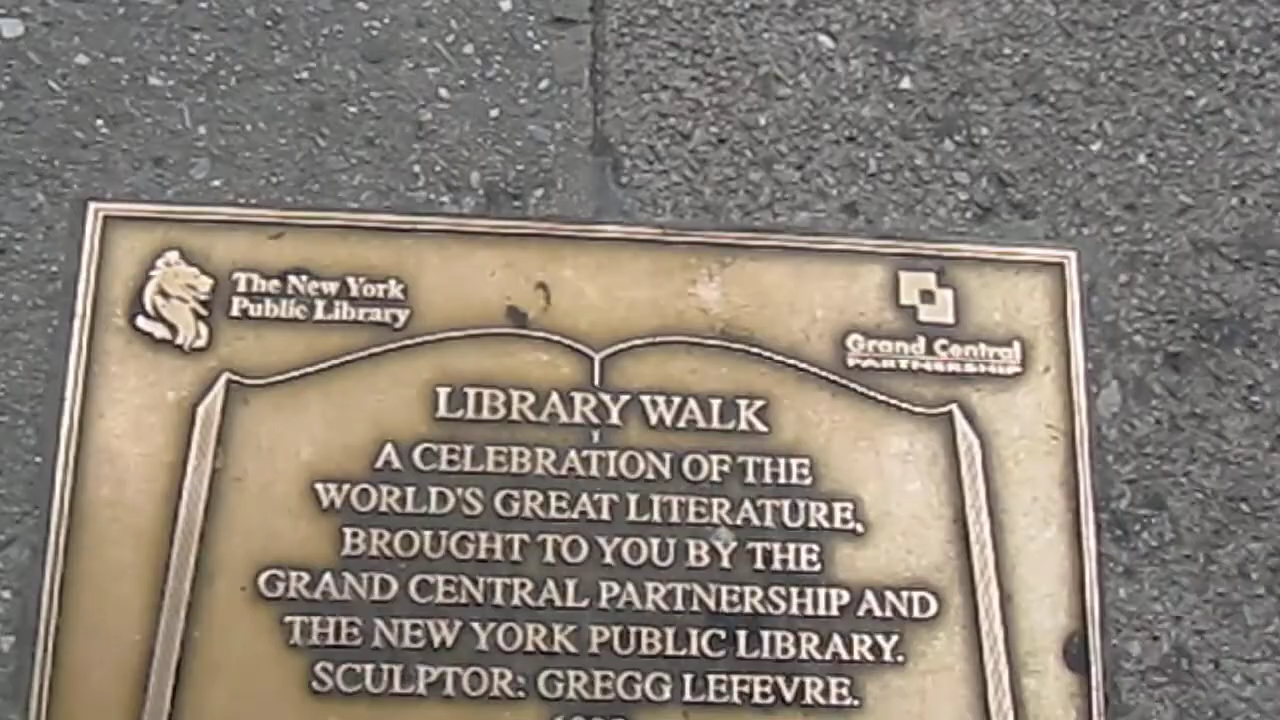 The New York
Public Library
Grand Central
PARTNERSHIP
LIBRARY WALK
A CELEBRATION OF THE
WORLD'S GREAT LITERATURE,
BROUGHT TO YOU BY THE
GRAND CENTRAL PARTNERSHIP AND
THE NEW YORK PUBLIC LIBRARY.
SCULPTOR: GREGG LEFEVRE.